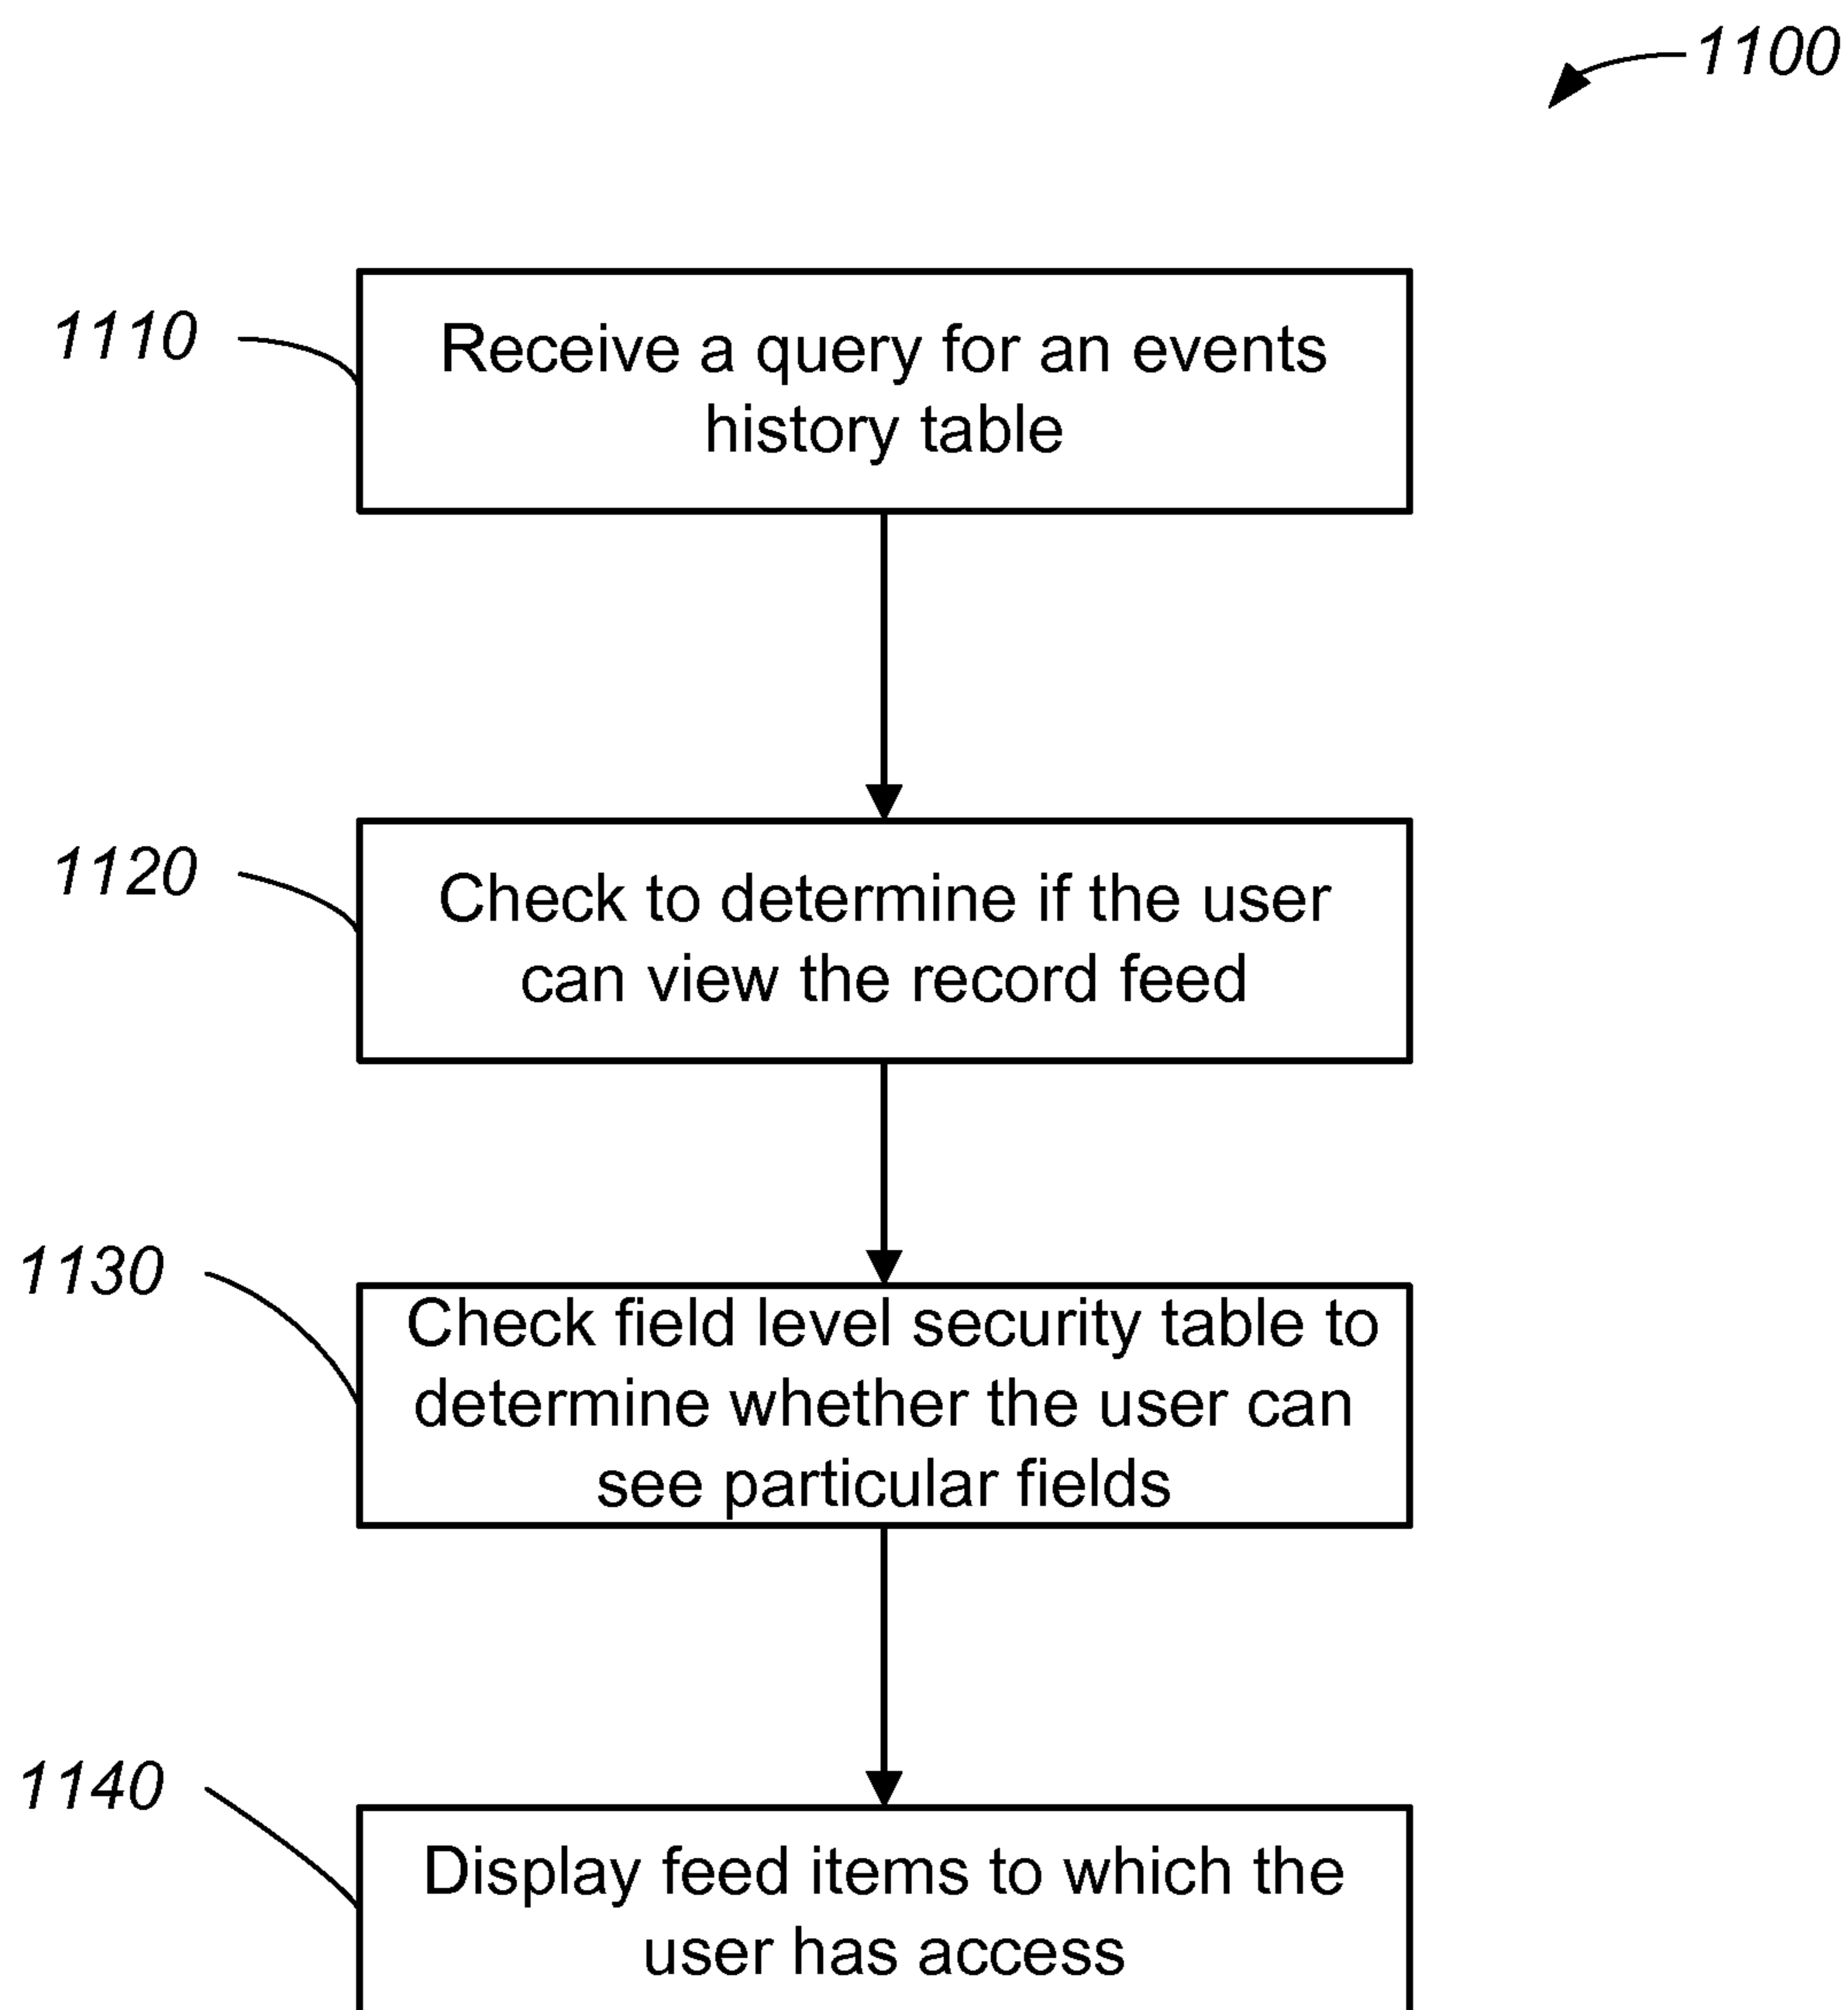 1100
1110
Receive a query for an events
history table
1120
Check to determine if the user
can view the record feed
1130
Check field level security table to
determine whether the user can
see particular fields
1140
Display feed items to which the
user has access